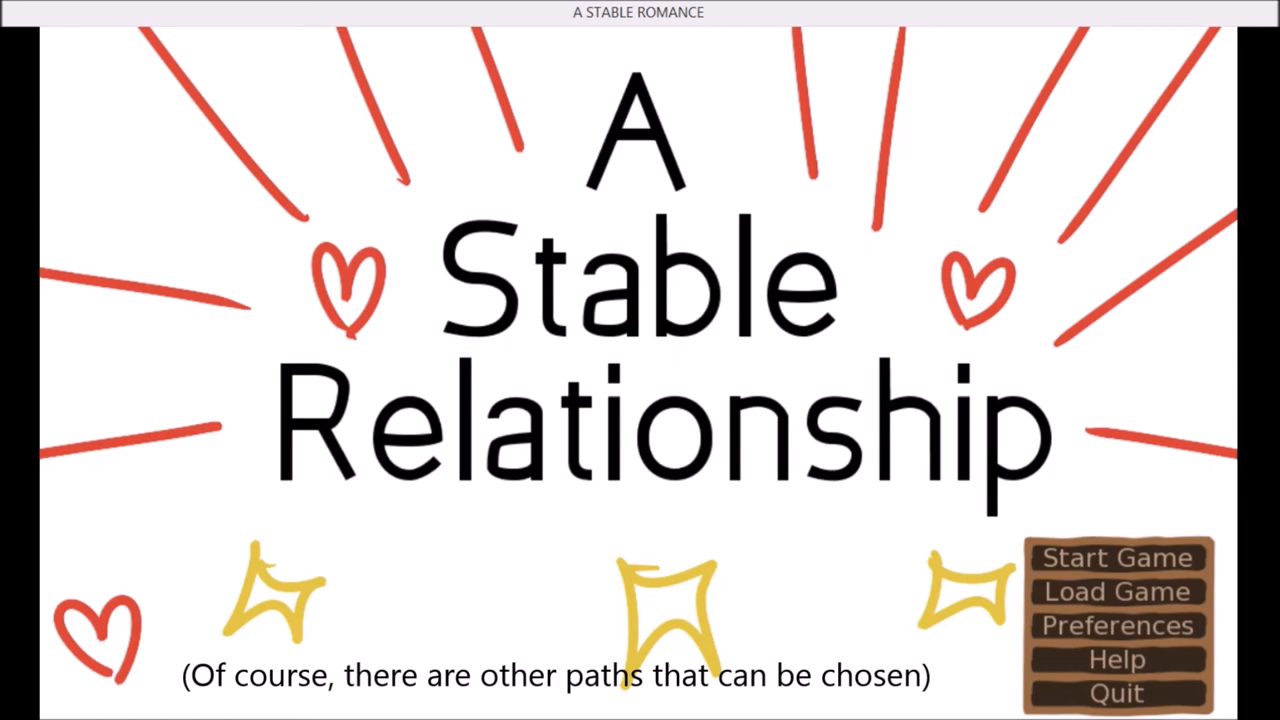 A STABLE ROMANCE
A
Stable
Relationship
Start Game
Load Game
Preferences
Help
Quit
(Of course, there are other paths that can be chosen)